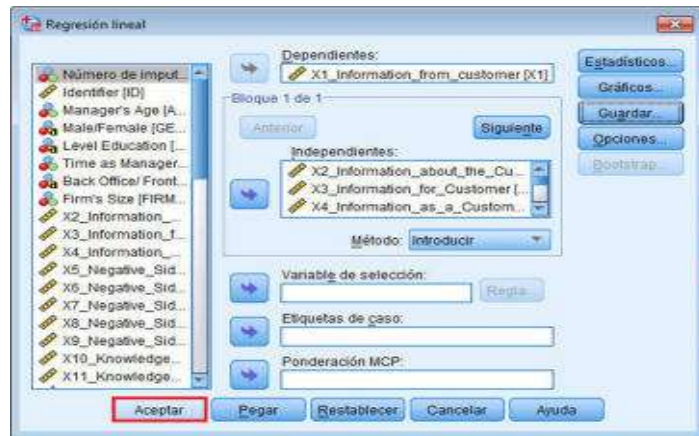 Regresión lineal
Número de imput...
Identifier [ID]
Manager's Age [A...
Male/Female [GE...
Level Education [...
Time as Manager...
Back Office/ Front...
Firm's Size [FIRM...
X2_Information_...
X3_Information_f...
X4_Information_...
X5_Negative_Sid...
X6_Negative_Sid...
X7_Negative_Sid...
X8_Negative_Sid...
X9_Negative_Sid...
X10_Knowledge...
X11_Knowledge...
Dependientes:
X1_Information_from_customer [X1]
Bloque 1 de 1
Anterior
Siguiente
Independientes:
X2_Information_about_the_Cu...
X3_Information_for_Customer [...
X4_Information_as_a_Custom...
Método: Introducir
Variable de selección:
Regla...
Etiquetas de caso:
Ponderación MCP:
Estadísticos...
Gráficos...
Guardar...
Opciones...
Bootstrap...
Aceptar
Pegar
Restablecer
Cancelar
Ayuda